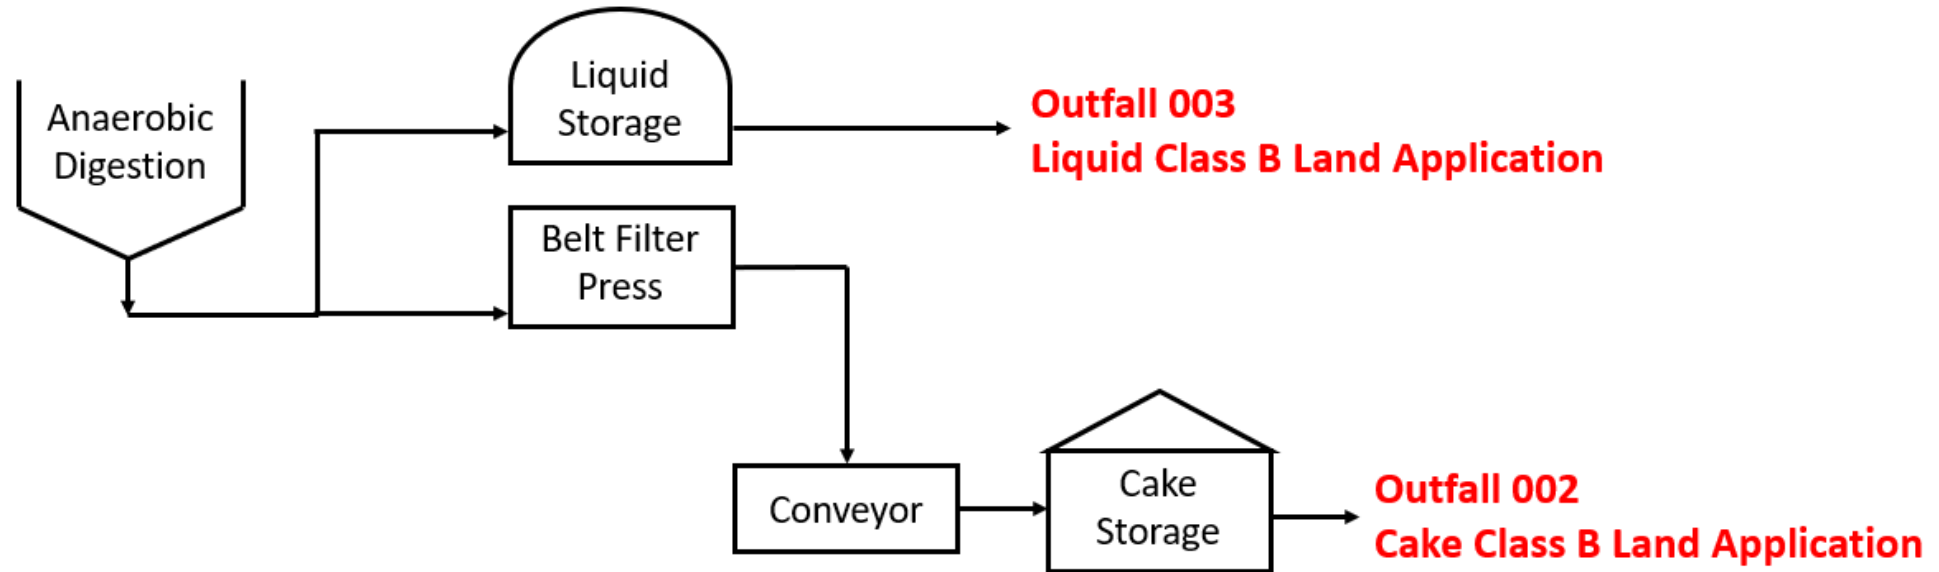 Anaerobic
Digestion
Liquid
Storage
Outfall 003
Liquid Class B Land Application
Belt Filter
Press
Conveyor
Cake
Storage
Outfall 002
Cake Class B Land Application